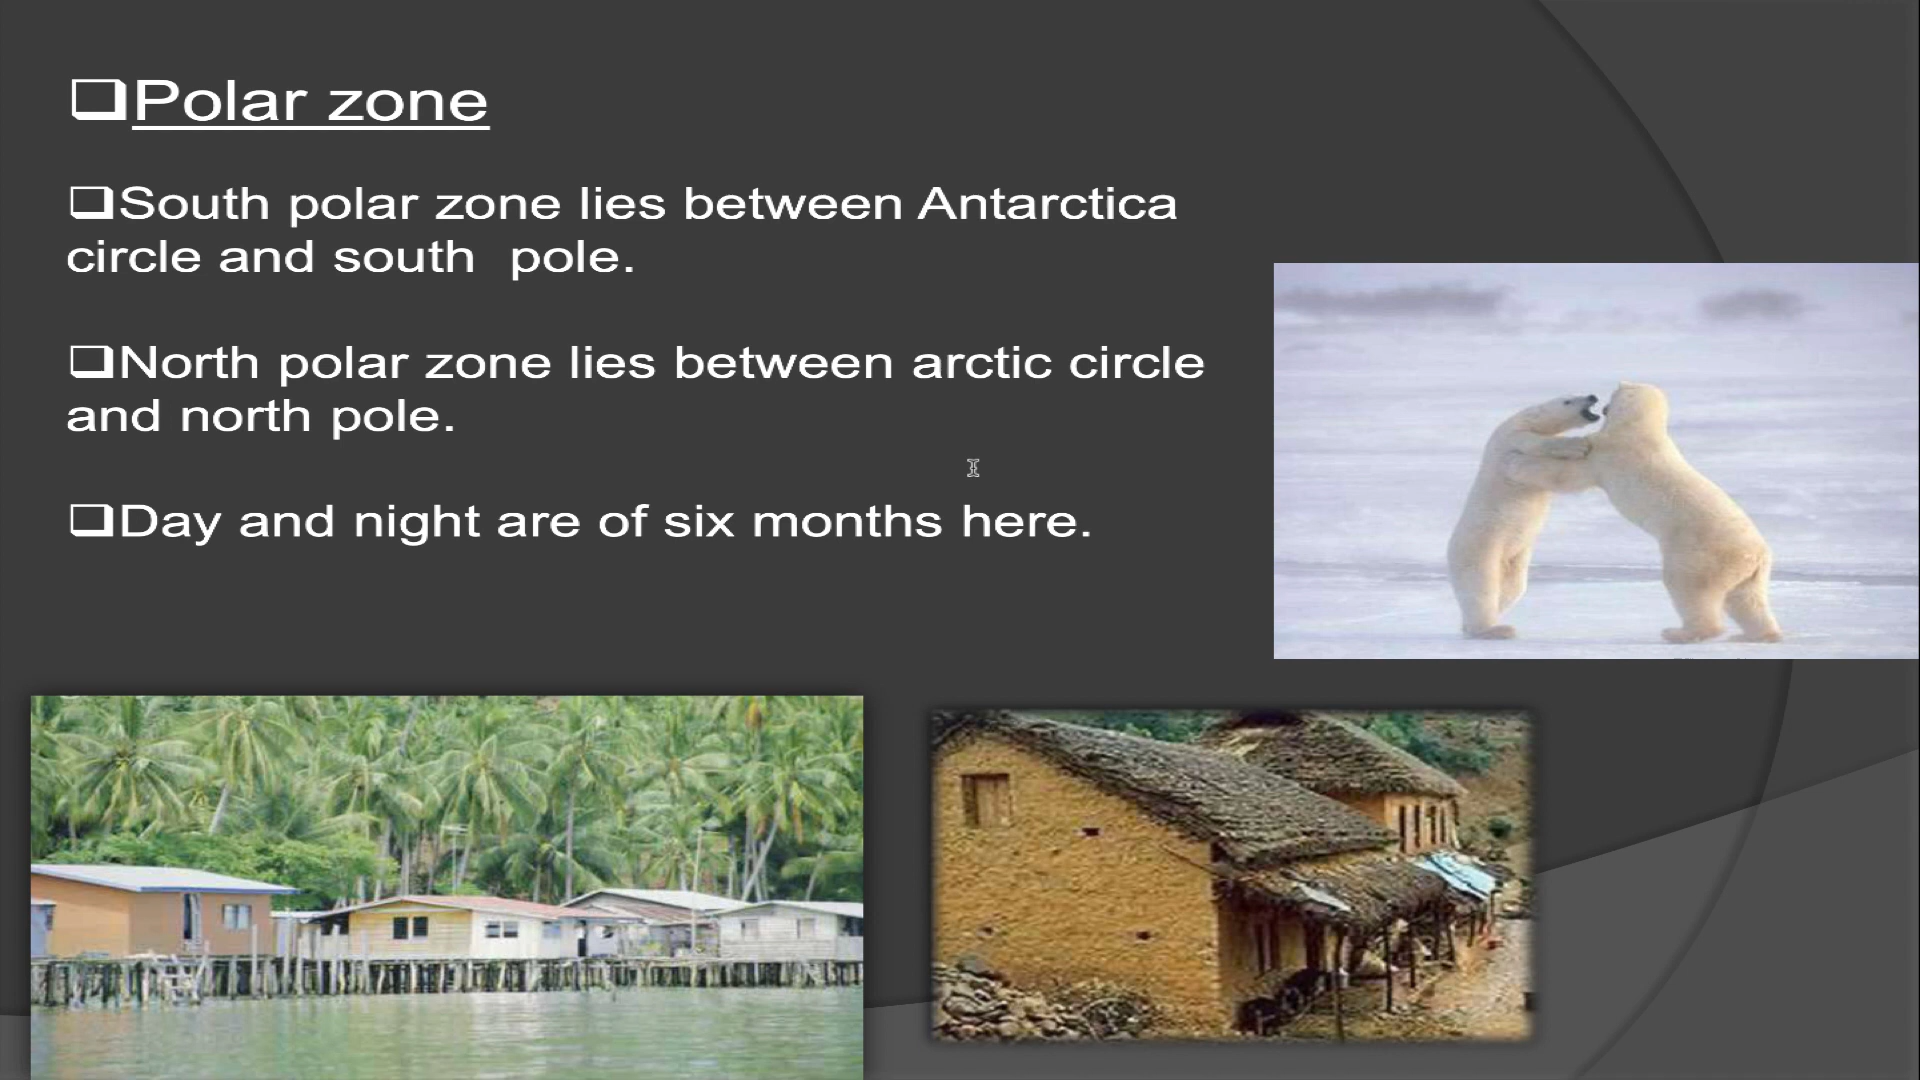 Polar zone
South polar zone lies between Antarctica
circle and south pole.
North polar zone lies between arctic circle
and north pole.
Day and night are of six months here.